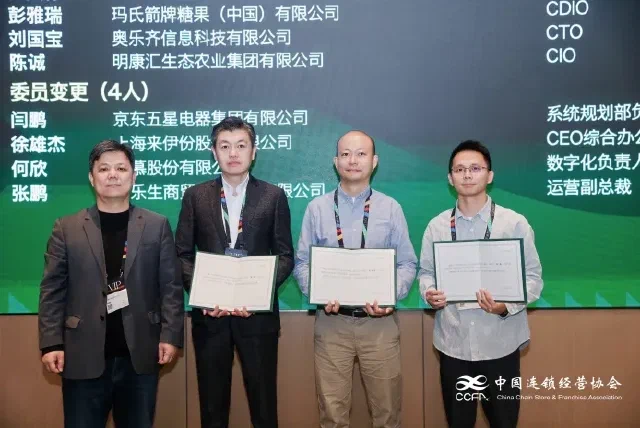 彭雅瑞 玛氏箭牌糖果（中国）有限公司 CDIO
刘国宝 奥乐齐信息科技有限公司 CTO
陈诚 明康汇生态农业集团有限公司 CIO
委员变更（4人）
闫鹏 京东五星电器集团有限公司 系统规划部负
徐雄杰 上海来伊份股 有限公司 CEO综合办公
何欣 慕股份有限公 数字化负责人
张鹏 乐生商贸 有限公司 运营副总裁
VIP
中国连锁经营协会
CCFA
China Chain Store & Franchise Association